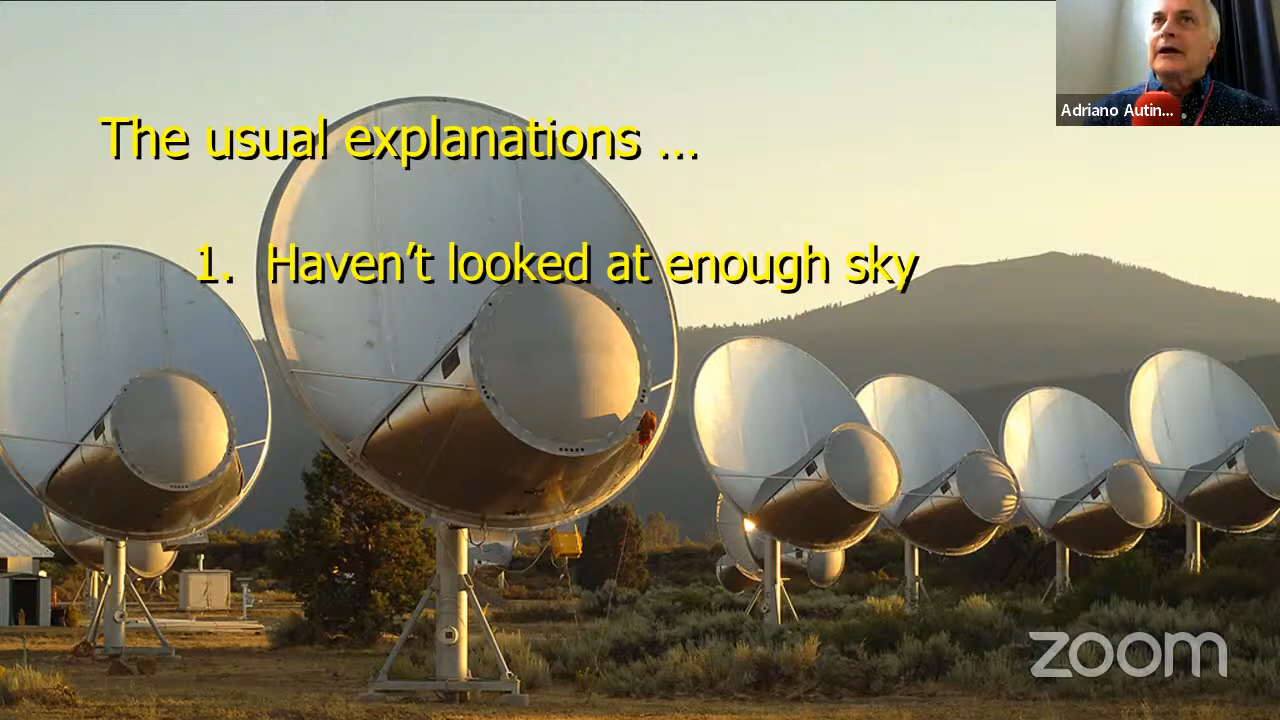 Adriano Autin...
The usual explanations ...
1. Haven't looked at enough sky
zoom